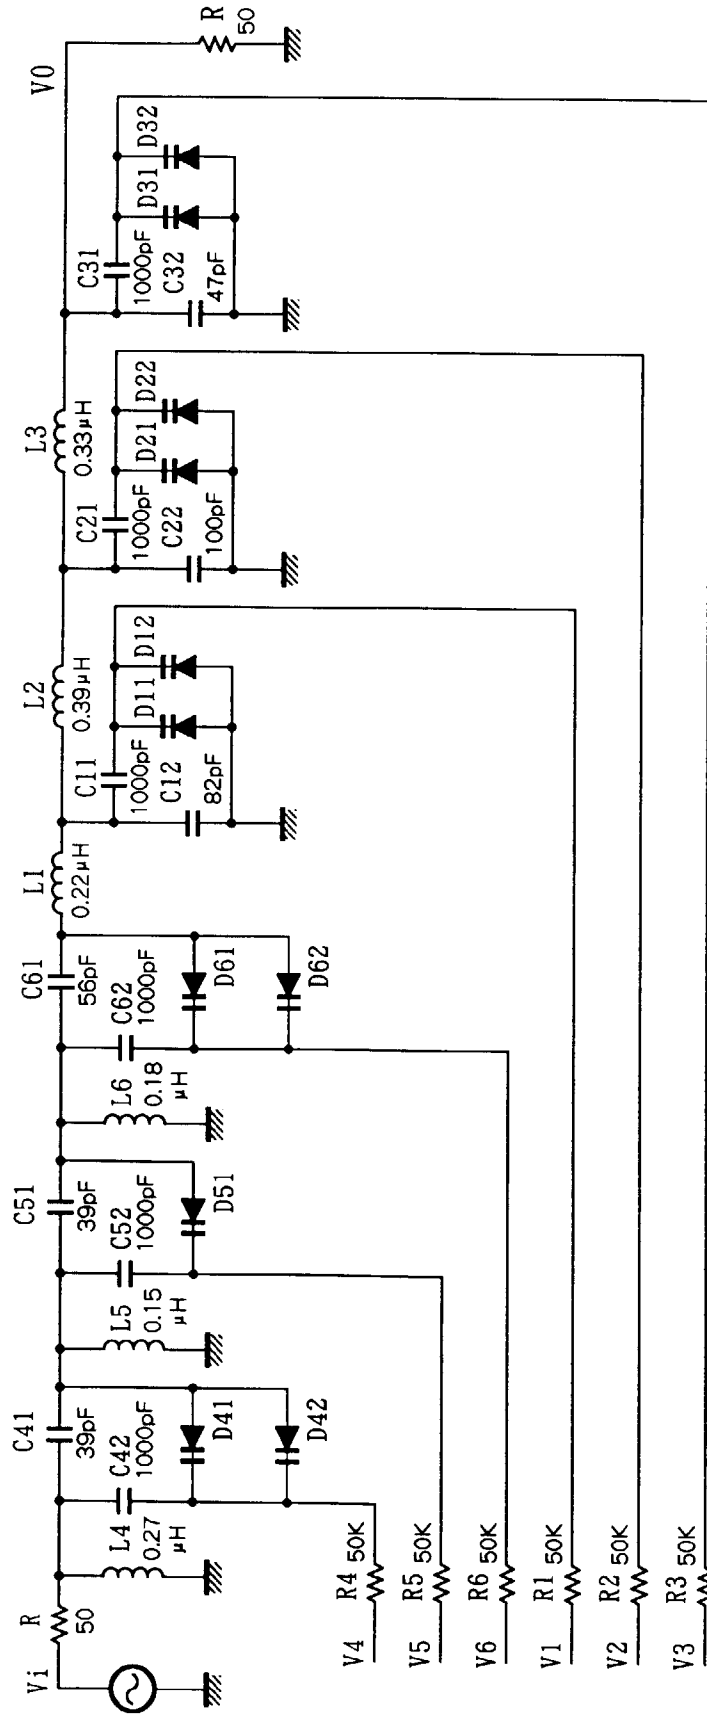 Vi
R
50
L4
0.27
μH
C41
39pF
C42
1000pF
D41
D42
L5
0.15
μH
C51
39pF
C52
1000pF
D51
L6
0.18
μH
C61
56pF
C62
1000pF
D61
D62
L1
0.22μH
C11
1000pF
C12
82pF
D11
D12
L2
0.39μH
C21
1000pF
C22
100pF
D21
D22
L3
0.33μH
C31
1000pF
C32
47pF
D31
D32
V0
R
50
V4
R4 50K
V5
R5 50K
V6
R6 50K
V1
R1 50K
V2
R2 50K
V3
R3 50K